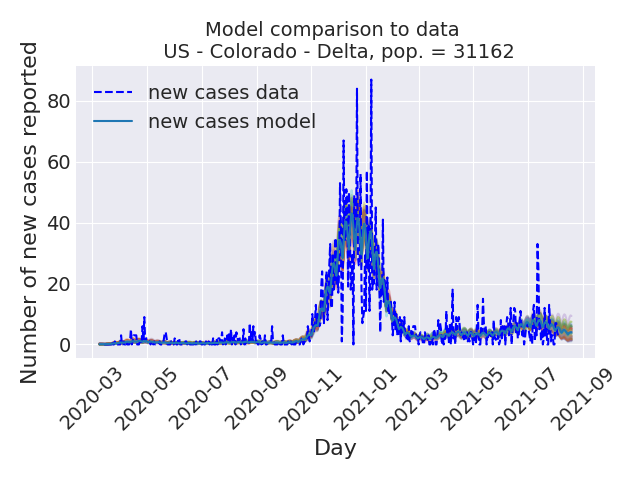 Model comparison to data
US - Colorado - Delta, pop. = 31162
Number of new cases reported
80
60
40
20
0
new cases data
new cases model
2020-03
2020-05
2020-07
2020-09
2020-11
2021-01
2021-03
2021-05
2021-07
2021-09
Day